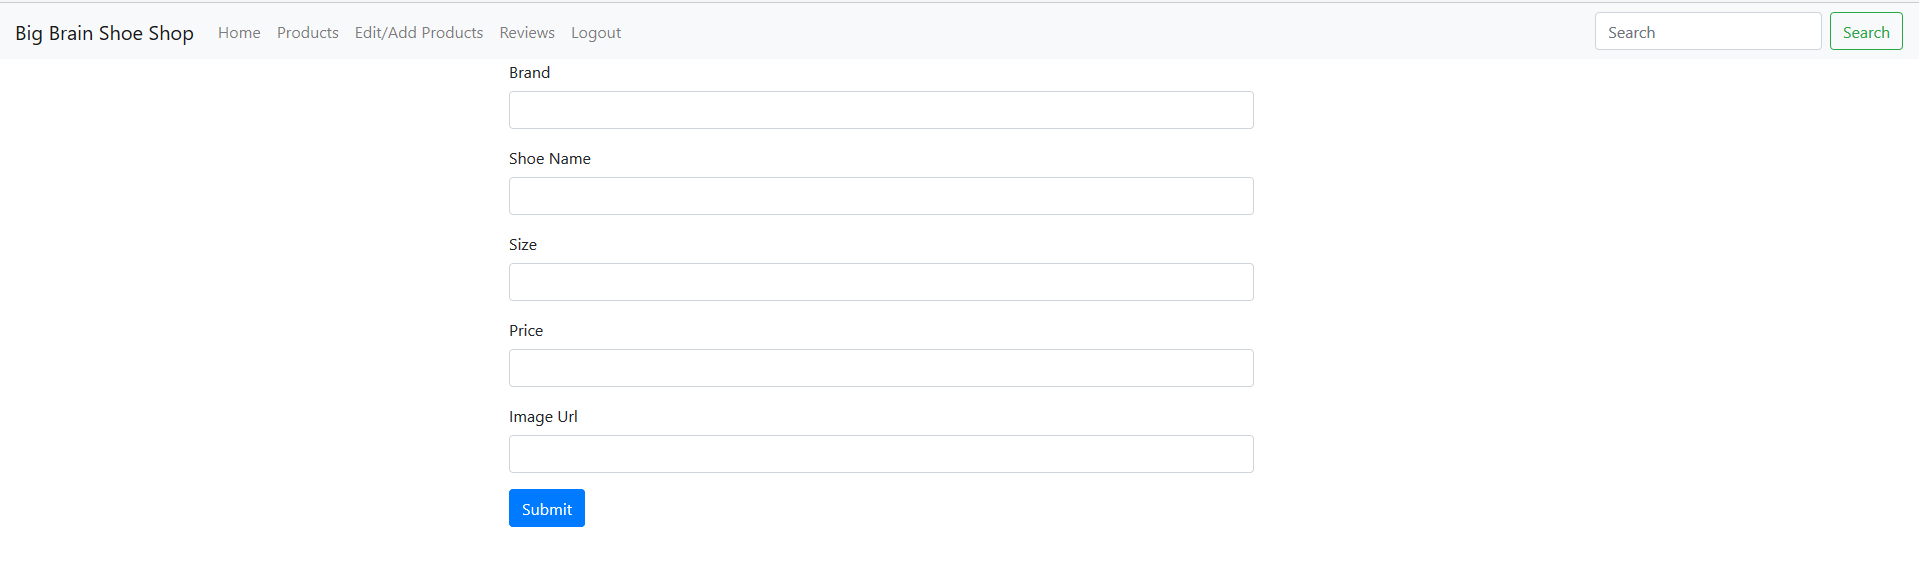 Big Brain Shoe Shop Home Products Edit/Add Products Reviews Logout Search Search
Brand
Shoe Name
Size
Price
Image Url
Submit